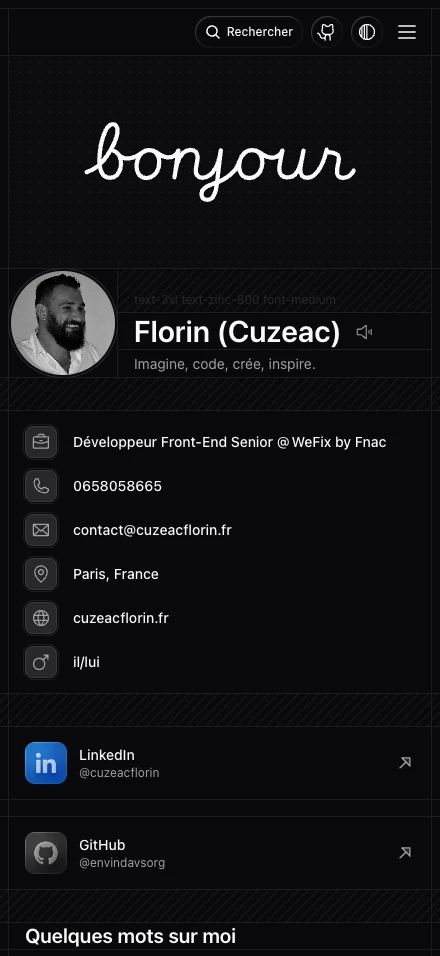 Rechercher
bonjour
text-3xl text-zinc-800 font-medium
Florin (Cuzeac)
Imagine, code, crée, inspire.
Développeur Front-End Senior @WeFix by Fnac
0658058665
contact@cuzeacflorin.fr
Paris, France
cuzeacflorin.fr
il/lui
LinkedIn
@cuzeacflorin
GitHub
@envindavsorg
Quelques mots sur moi